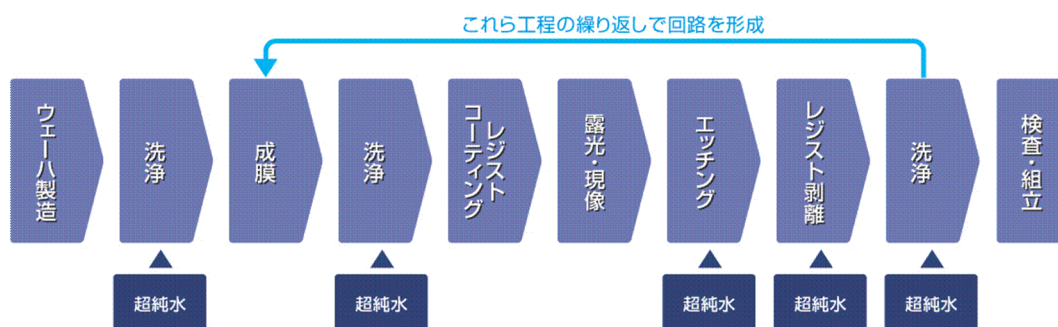 これら工程の繰り返しで回路を形成
ウェーハ製造
洗浄
成膜
洗浄
レジスト
コーティング
露光・現像
エッチング
レジスト剥離
洗浄
検査・組立
超純水
超純水
超純水
超純水
超純水